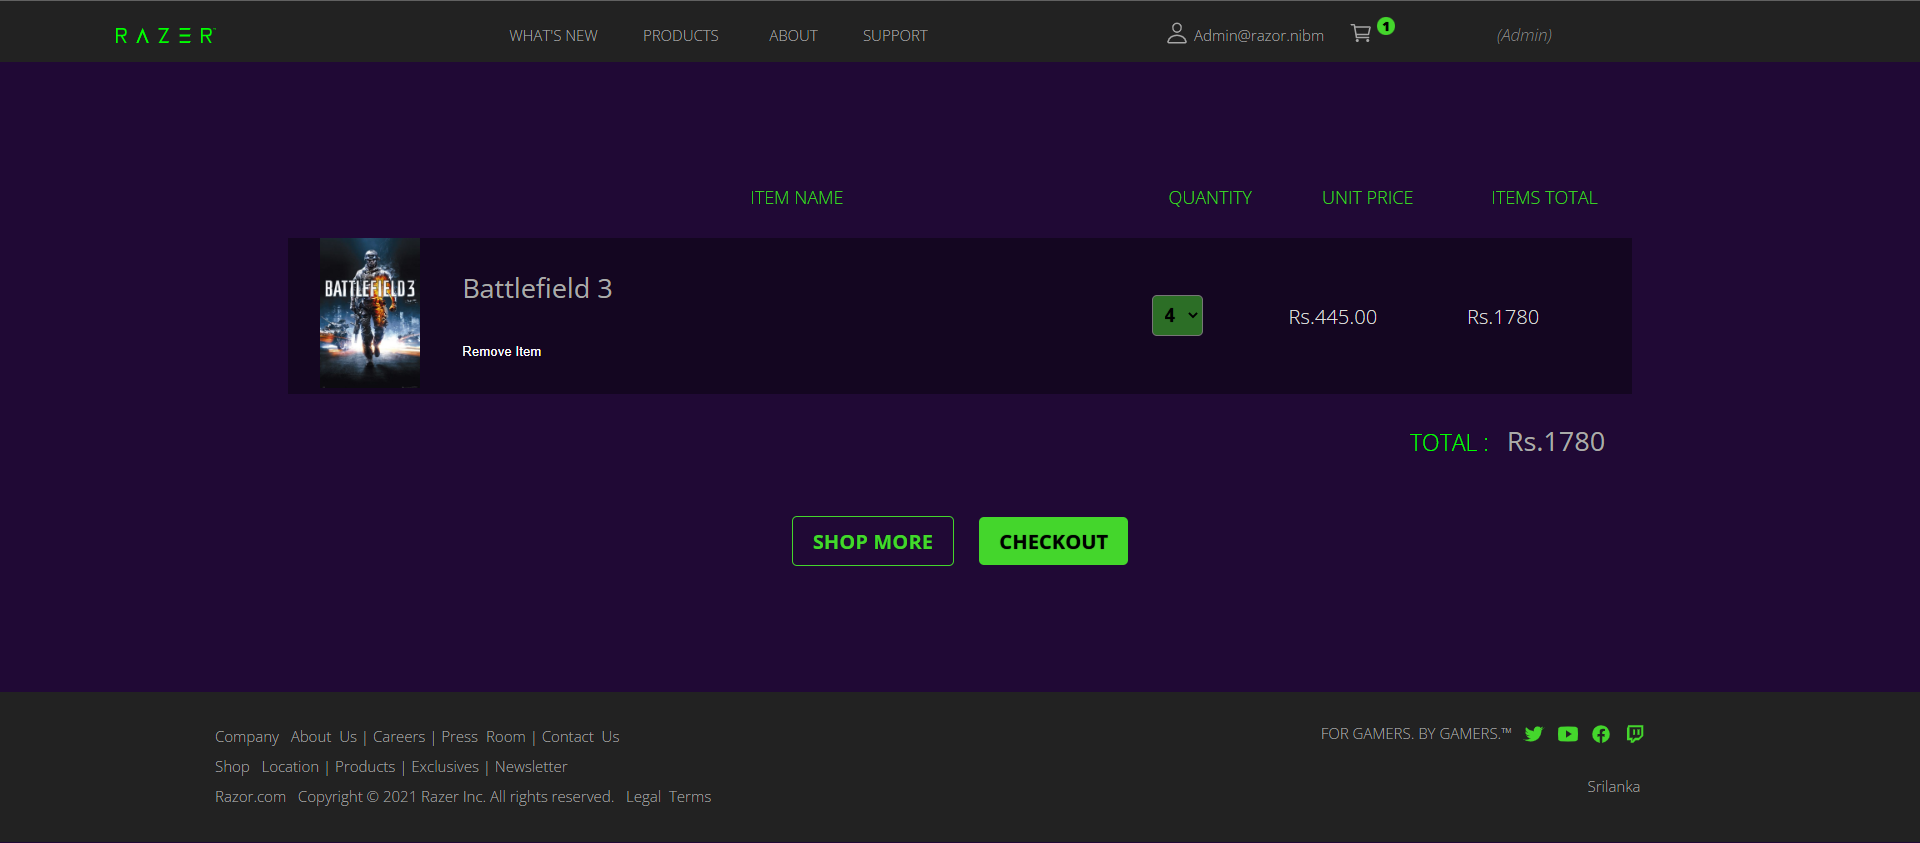 RAZER
WHAT'S NEW PRODUCTS ABOUT SUPPORT Admin@razor.nibm 1 (Admin)
ITEM NAME QUANTITY UNIT PRICE ITEMS TOTAL
BATTLEFIELD 3
Battlefield 3
4 Rs.445.00 Rs.1780
Remove Item
TOTAL : Rs.1780
SHOP MORE CHECKOUT
Company About Us | Careers | Press Room | Contact Us
Shop Location | Products | Exclusives | Newsletter
Razor.com Copyright © 2021 Razer Inc. All rights reserved. Legal Terms
FOR GAMERS. BY GAMERS.™
Srilanka